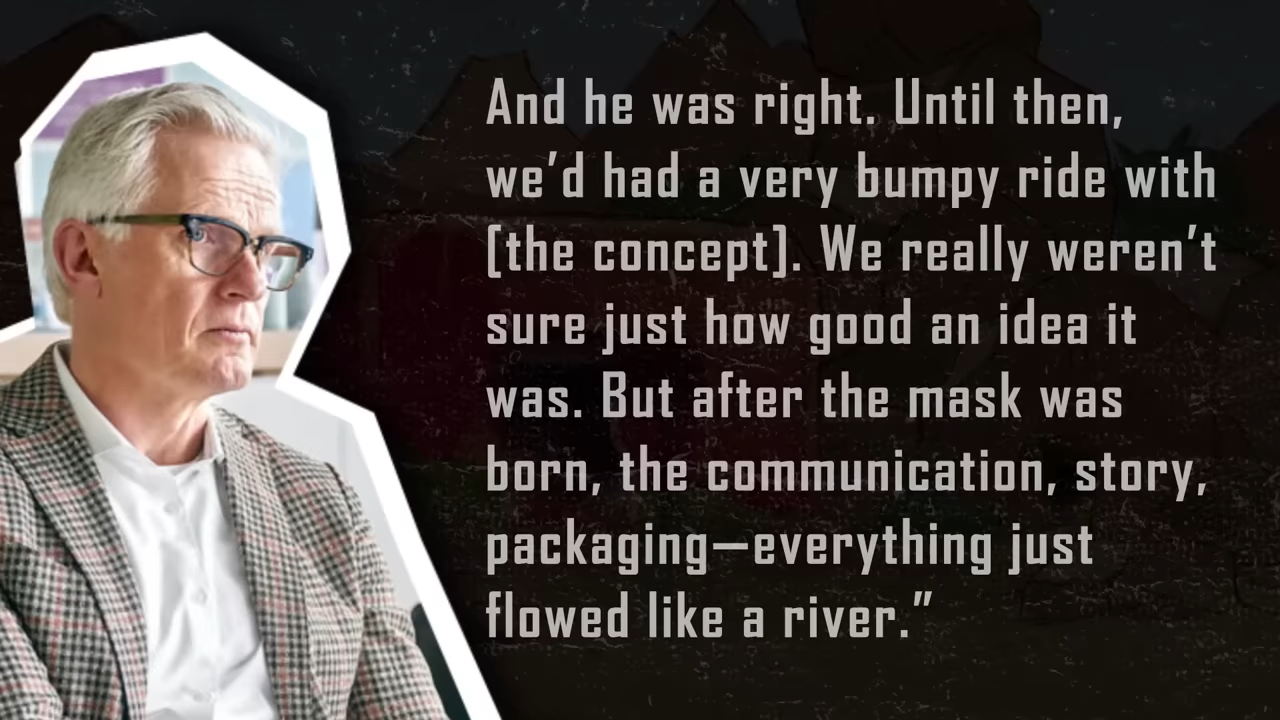 And he was right. Until then,
we’d had a very bumpy ride with
[the concept]. We really weren’t
sure just how good an idea it
was. But after the mask was
born, the communication, story,
packaging—everything just
flowed like a river.”